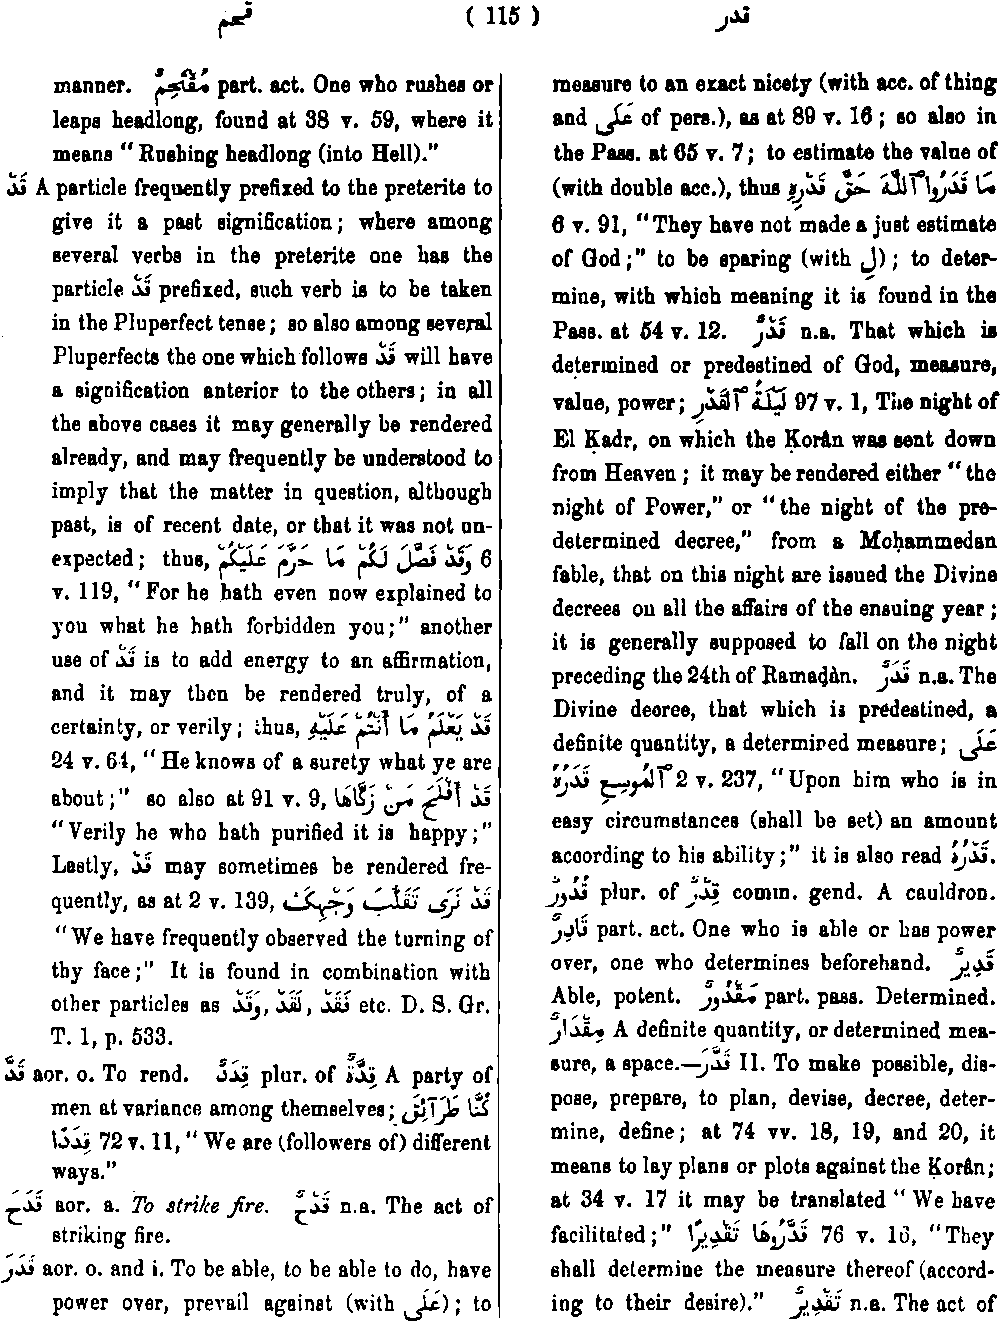 قحم ( 115 ) قدر
manner. مُقْتَحِمٌ part. act. One who rushes or
leaps headlong, found at 38 v. 59, where it
means “Rushing headlong (into Hell).”
قَدْ A particle frequently prefixed to the preterite to
give it a past signification; where among
several verbs in the preterite one has the
particle قَدْ prefixed, such verb is to be taken
in the Pluperfect tense; so also among several
Pluperfects the one which follows قَدْ will have
a signification anterior to the others; in all
the above cases it may generally be rendered
already, and may frequently be understood to
imply that the matter in question, although
past, is of recent date, or that it was not un-
expected; thus, وَقَدْ فَصَّلَ لَكُمْ مَا حَرَّمَ عَلَيْكُمْ 6
v. 119, “For he hath even now explained to
you what he hath forbidden you;” another
use of قَدْ is to add energy to an affirmation,
and it may then be rendered truly, of a
certainty, or verily; thus, قَدْ يَعْلَمُ مَا أَنْتُمْ عَلَيْهِ
24 v. 64, “He knows of a surety what ye are
about;” so also at 91 v. 9, قَدْ أَفْلَحَ مَنْ زَكَّاهَا
“Verily he who hath purified it is happy;”
Lastly, قَدْ may sometimes be rendered fre-
quently, as at 2 v. 139, قَدْ نَرَى تَقَلُّبَ وَجْهِكَ
“We have frequently observed the turning of
thy face;” It is found in combination with
other particles as فَقَدْ, لَقَدْ, وَقَدْ etc. D. S. Gr.
T. 1, p. 533.
قَدَّ aor. o. To rend. قِدَدٌ plur. of قِدَّةٌ A party of
men at variance among themselves; كُنَّا طَرَآئِقَ
قِدَدًا 72 v. 11, “We are (followers of) different
ways.”
قَدَحَ aor. a. To strike fire. قَدْحٌ n.a. The act of
striking fire.
قَدَرَ aor. o. and i. To be able, to be able to do, have
power over, prevail against (with عَلَى); to
measure to an exact nicety (with acc. of thing
and عَلَى of pers.), as at 89 v. 16; so also in
the Pass. at 65 v. 7; to estimate the value of
(with double acc.), thus مَا قَدَرُوا ٱللَّهَ حَقَّ قَدْرِهِ
6 v. 91, “They have not made a just estimate
of God;” to be sparing (with لِ); to deter-
mine, with which meaning it is found in the
Pass. at 54 v. 12. قَدْرٌ n.a. That which is
determined or predestined of God, measure,
value, power; لَيْلَةُ ٱلْقَدْرِ 97 v. 1, The night of
El Ḳadr, on which the Ḳorân was sent down
from Heaven; it may be rendered either “the
night of Power,” or “the night of the pre-
determined decree,” from a Moḥammedan
fable, that on this night are issued the Divine
decrees on all the affairs of the ensuing year;
it is generally supposed to fall on the night
preceding the 24th of Ramaḍàn. قَدَرٌ n.a. The
Divine decree, that which is predestined, a
definite quantity, a determined measure; عَلَى
ٱلْمُوسِعِ قَدَرُهُ 2 v. 237, “Upon him who is in
easy circumstances (shall be set) an amount
according to his ability;” it is also read قَدْرُهُ.
قُدُورٌ plur. of قِدْرٌ comm. gend. A cauldron.
قَادِرٌ part. act. One who is able or has power
over, one who determines beforehand. قَدِيرٌ
Able, potent. مَقْدُورٌ part. pass. Determined.
مِقْدَارٌ A definite quantity, or determined mea-
sure, a space.—قَدَّرَ II. To make possible, dis-
pose, prepare, to plan, devise, decree, deter-
mine, define; at 74 vv. 18, 19, and 20, it
means to lay plans or plots against the Ḳorân;
at 34 v. 17 it may be translated “We have
facilitated;” قَدَّرُوهَا تَقْدِيرًا 76 v. 16, “They
shall determine the measure thereof (accord-
ing to their desire).” تَقْدِيرٌ n.a. The act of